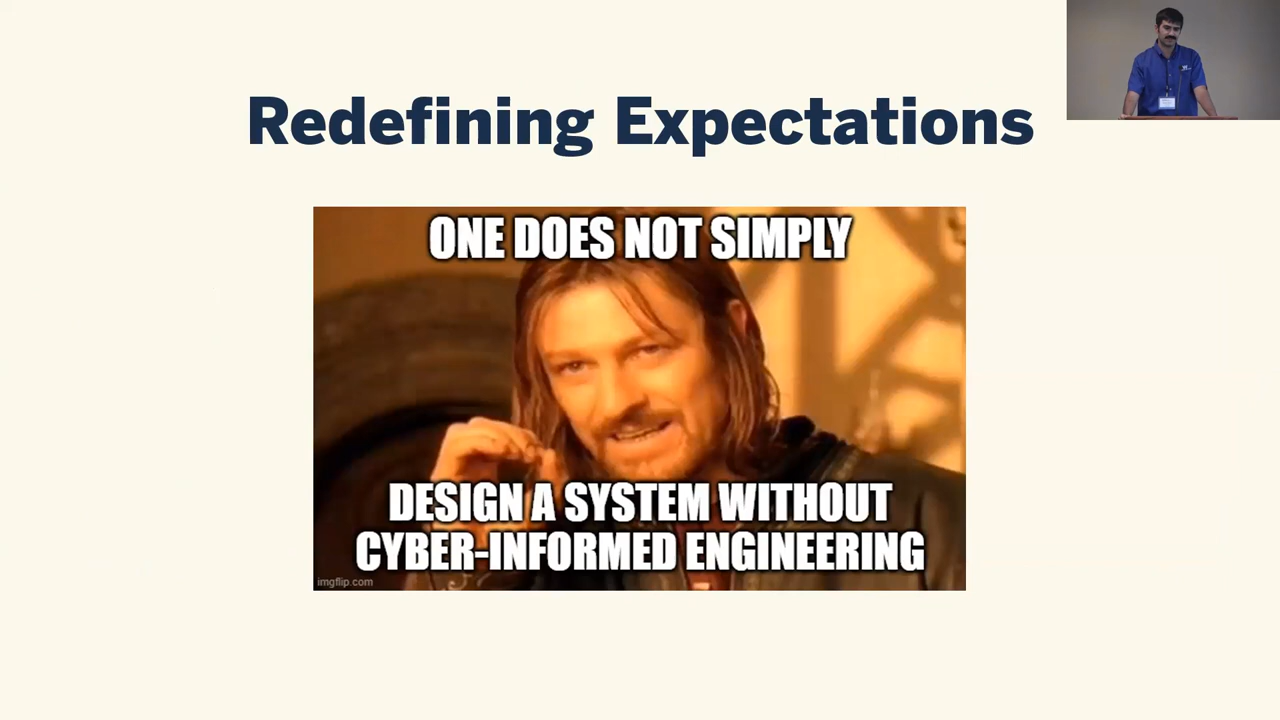 Redefining Expectations
ONE DOES NOT SIMPLY
DESIGN A SYSTEM WITHOUT
CYBER-INFORMED ENGINEERING
imgflip.com